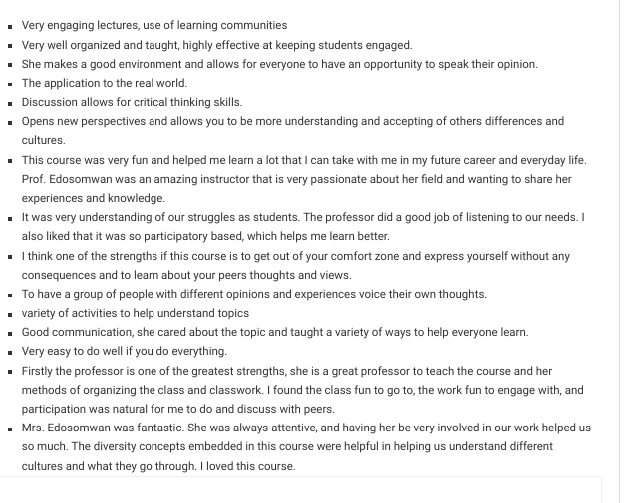 Very engaging lectures, use of learning communities
Very well organized and taught, highly effective at keeping students engaged.
She makes a good environment and allows for everyone to have an opportunity to speak their opinion.
The application to the real world.
Discussion allows for critical thinking skills.
Opens new perspectives and allows you to be more understanding and accepting of others differences and
cultures.
This course was very fun and helped me learn a lot that I can take with me in my future career and everyday life.
Prof. Edosomwan was an amazing instructor that is very passionate about her field and wanting to share her
experiences and knowledge.
It was very understanding of our struggles as students. The professor did a good job of listening to our needs. I
also liked that it was so participatory based, which helps me learn better.
I think one of the strengths if this course is to get out of your comfort zone and express yourself without any
consequences and to learn about your peers thoughts and views.
To have a group of people with different opinions and experiences voice their own thoughts.
variety of activities to help understand topics
Good communication, she cared about the topic and taught a variety of ways to help everyone learn.
Very easy to do well if you do everything.
Firstly the professor is one of the greatest strengths, she is a great professor to teach the course and her
methods of organizing the class and classwork. I found the class fun to go to, the work fun to engage with, and
participation was natural for me to do and discuss with peers.
Mrs. Edosomwan was fantastic. She was always attentive, and having her be very involved in our work helped us
so much. The diversity concepts embedded in this course were helpful in helping us understand different
cultures and what they go through. I loved this course.